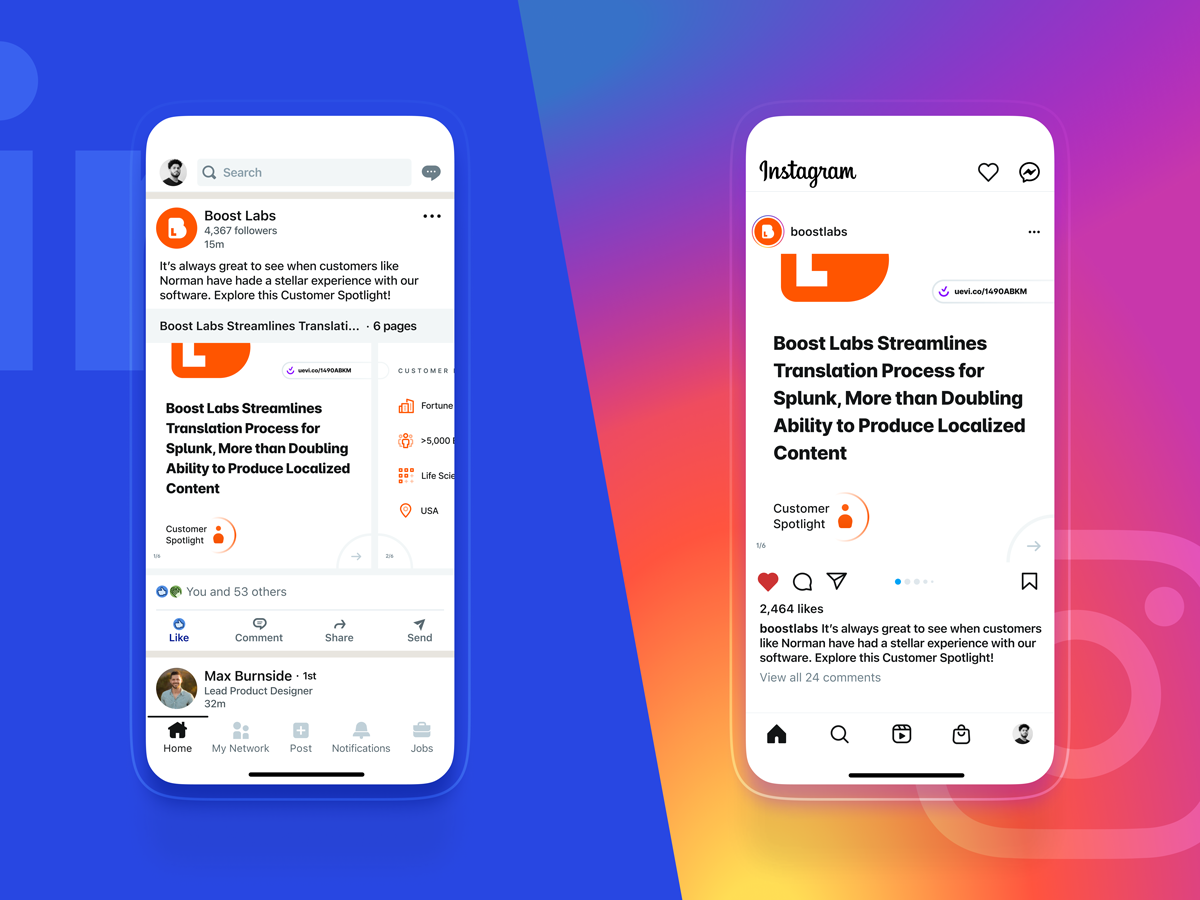 in
Search
Boost Labs
4,367 followers
15m
It's always great to see when customers like
Norman have hade a stellar experience with our
software. Explore this Customer Spotlight!
Boost Labs Streamlines Translati... · 6 pages
uevi.co/1490ABKM
Boost Labs Streamlines
Translation Process for
Splunk, More than Doubling
Ability to Produce Localized
Content
Customer
Spotlight
1/6
CUSTOMER
Fortune
>5,000
Life Scie
USA
2/6
You and 53 others
Like
Comment
Share
Send
Max Burnside · 1st
Lead Product Designer
32m
Home
My Network
Post
Notifications
Jobs
Instagram
boostlabs
uevi.co/1490ABKM
Boost Labs Streamlines
Translation Process for
Splunk, More than Doubling
Ability to Produce Localized
Content
Customer
Spotlight
1/6
2,464 likes
boostlabs It's always great to see when customers
like Norman have had a stellar experience with our
software. Explore this Customer Spotlight!
View all 24 comments